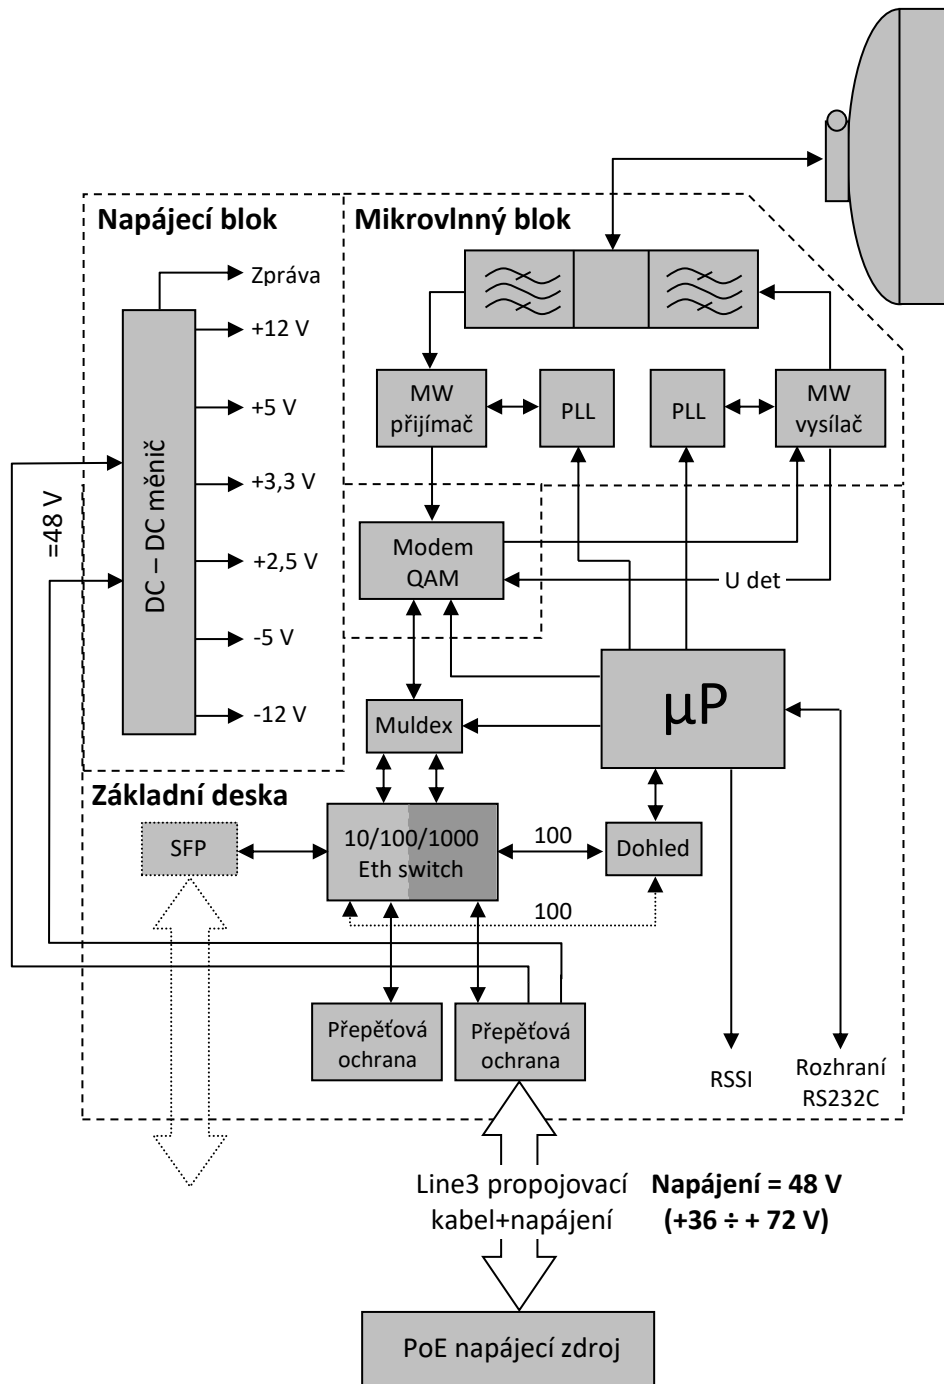 Napájecí blok
Mikrovlnný blok
Zpráva
+12 V
+5 V
+3,3 V
+2,5 V
-5 V
-12 V
DC – DC měnič
=48 V
MW
přijímač
PLL
PLL
MW
vysílač
Modem
QAM
U det
µP
Muldex
Základní deska
SFP
10/100/1000
Eth switch
100
Dohled
100
Přepěťová
ochrana
Přepěťová
ochrana
RSSI
Rozhraní
RS232C
Line3 propojovací
kabel+napájení
Napájení = 48 V
(+36 ÷ + 72 V)
PoE napájecí zdroj